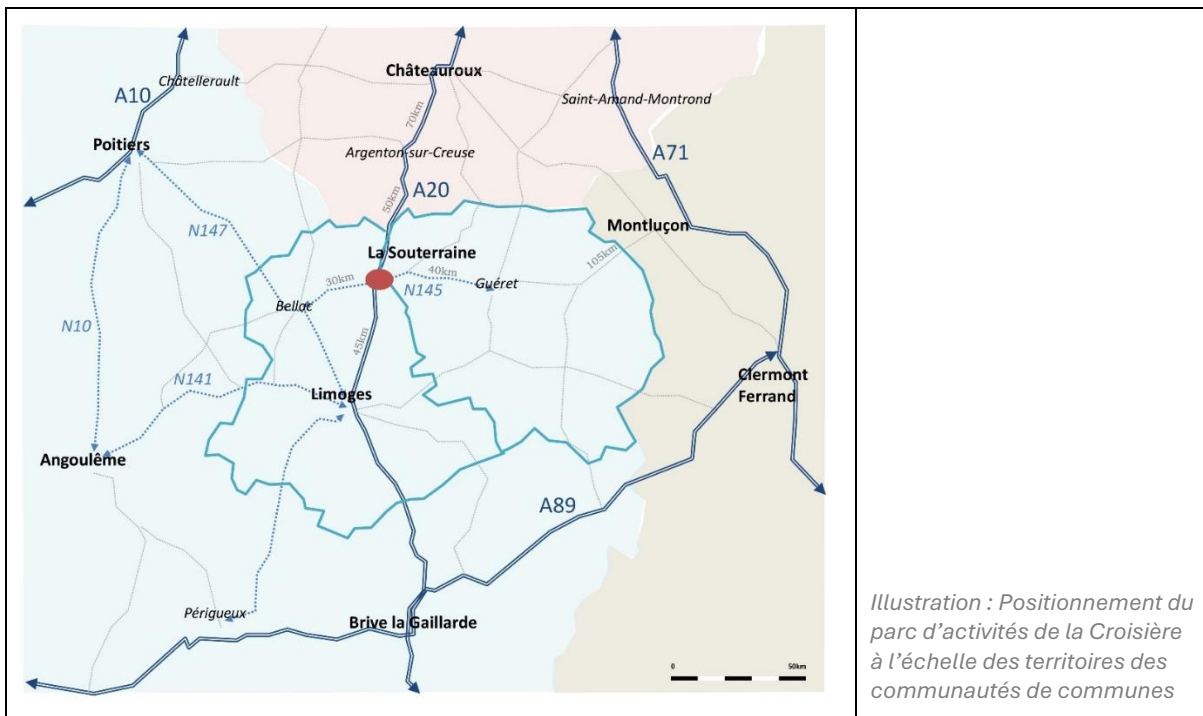 Châteauroux
Châtellerault
Saint-Amand-Montrond
A10
70km
Poitiers
Argenton-sur-Creuse
A71
A20
50km
N147
Montluçon
La Souterraine
105km
40km
30km
Guéret
N145
Bellac
N10
45km
N141
Limoges
Clermont
Ferrand
Angoulême
A89
Périgueux
Brive la Gaillarde
0
50km
Illustration : Positionnement du
parc d’activités de la Croisière
à l’échelle des territoires des
communautés de communes